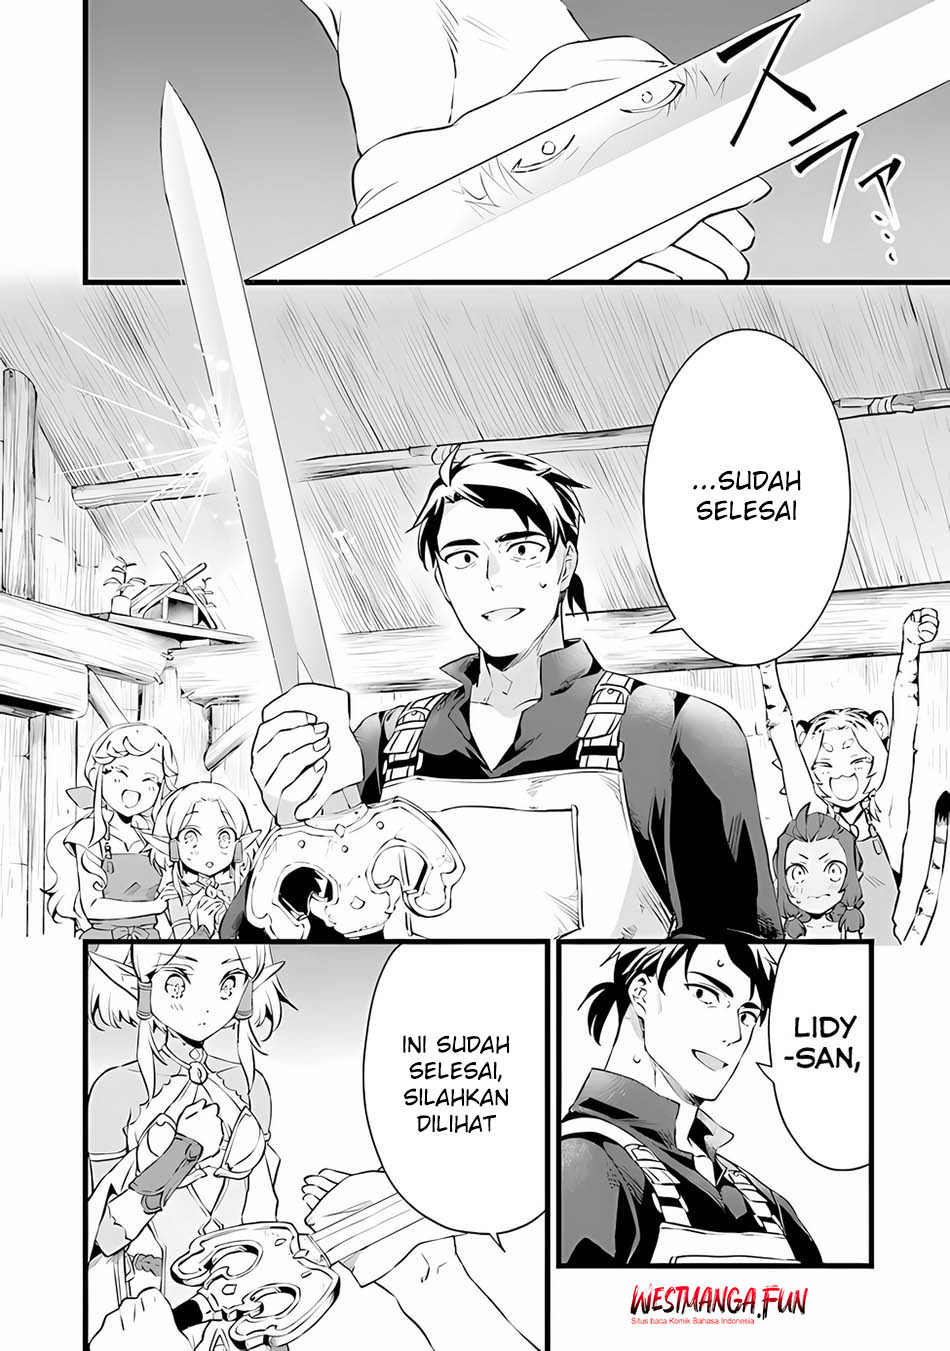 スラァ…
...SUDAH
SELESAI
LIDY
-SAN,
INI SUDAH
SELESAI,
SILAHKAN
DILIHAT
WESTMANGA.FUN
Situs baca Komik Bahasa Indonesia